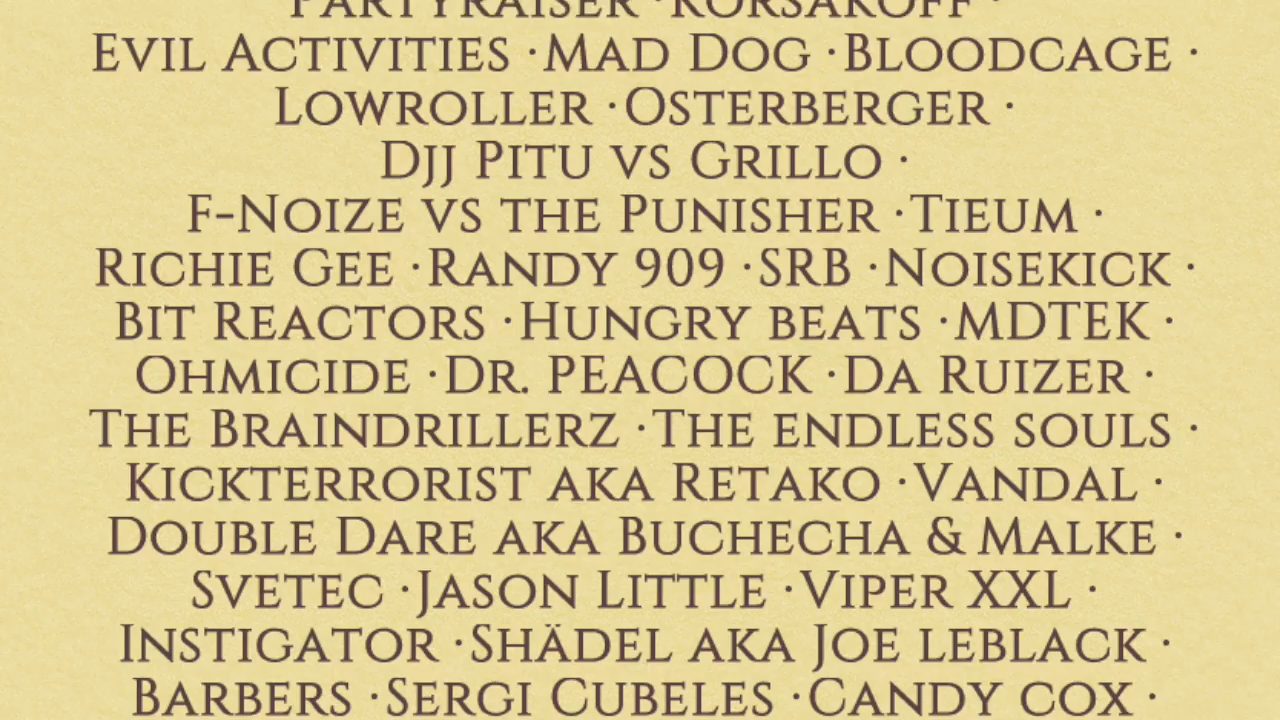 Partyraiser · Korsakoff ·
Evil Activities · Mad Dog · Bloodcage ·
Lowroller · Osterberger ·
Djj Pitu vs Grillo ·
F-Noize vs the Punisher · Tieum ·
Richie Gee · Randy 909 · SRB · Noisekick ·
Bit Reactors · Hungry beats · MDTEK ·
Ohmicide · Dr. PEACOCK · Da Ruizer ·
The Braindrillerz · The endless souls ·
Kickterrorist aka Retako · Vandal ·
Double Dare aka Buchecha & Malke ·
Svetec · Jason Little · Viper XXL ·
Instigator · Shädel aka Joe leblack ·
Barbers · Sergi Cubeles · Candy cox ·